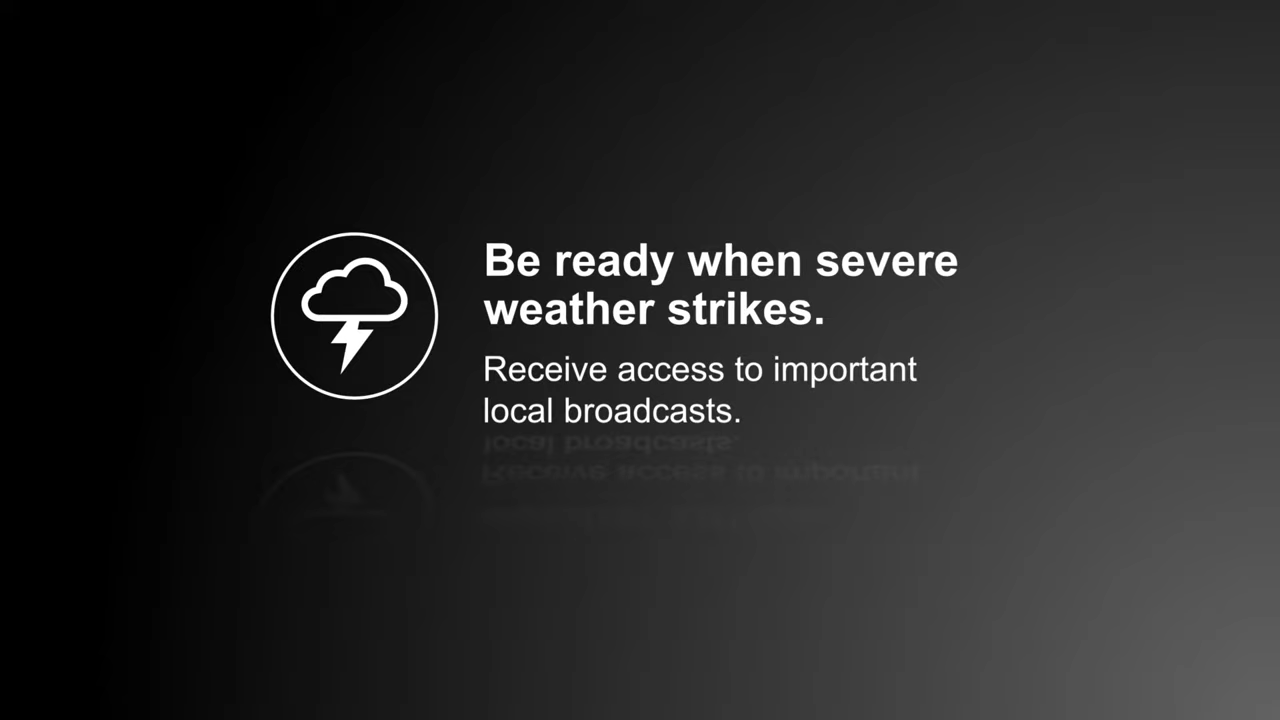 Be ready when severe
weather strikes.
Receive access to important
local broadcasts.